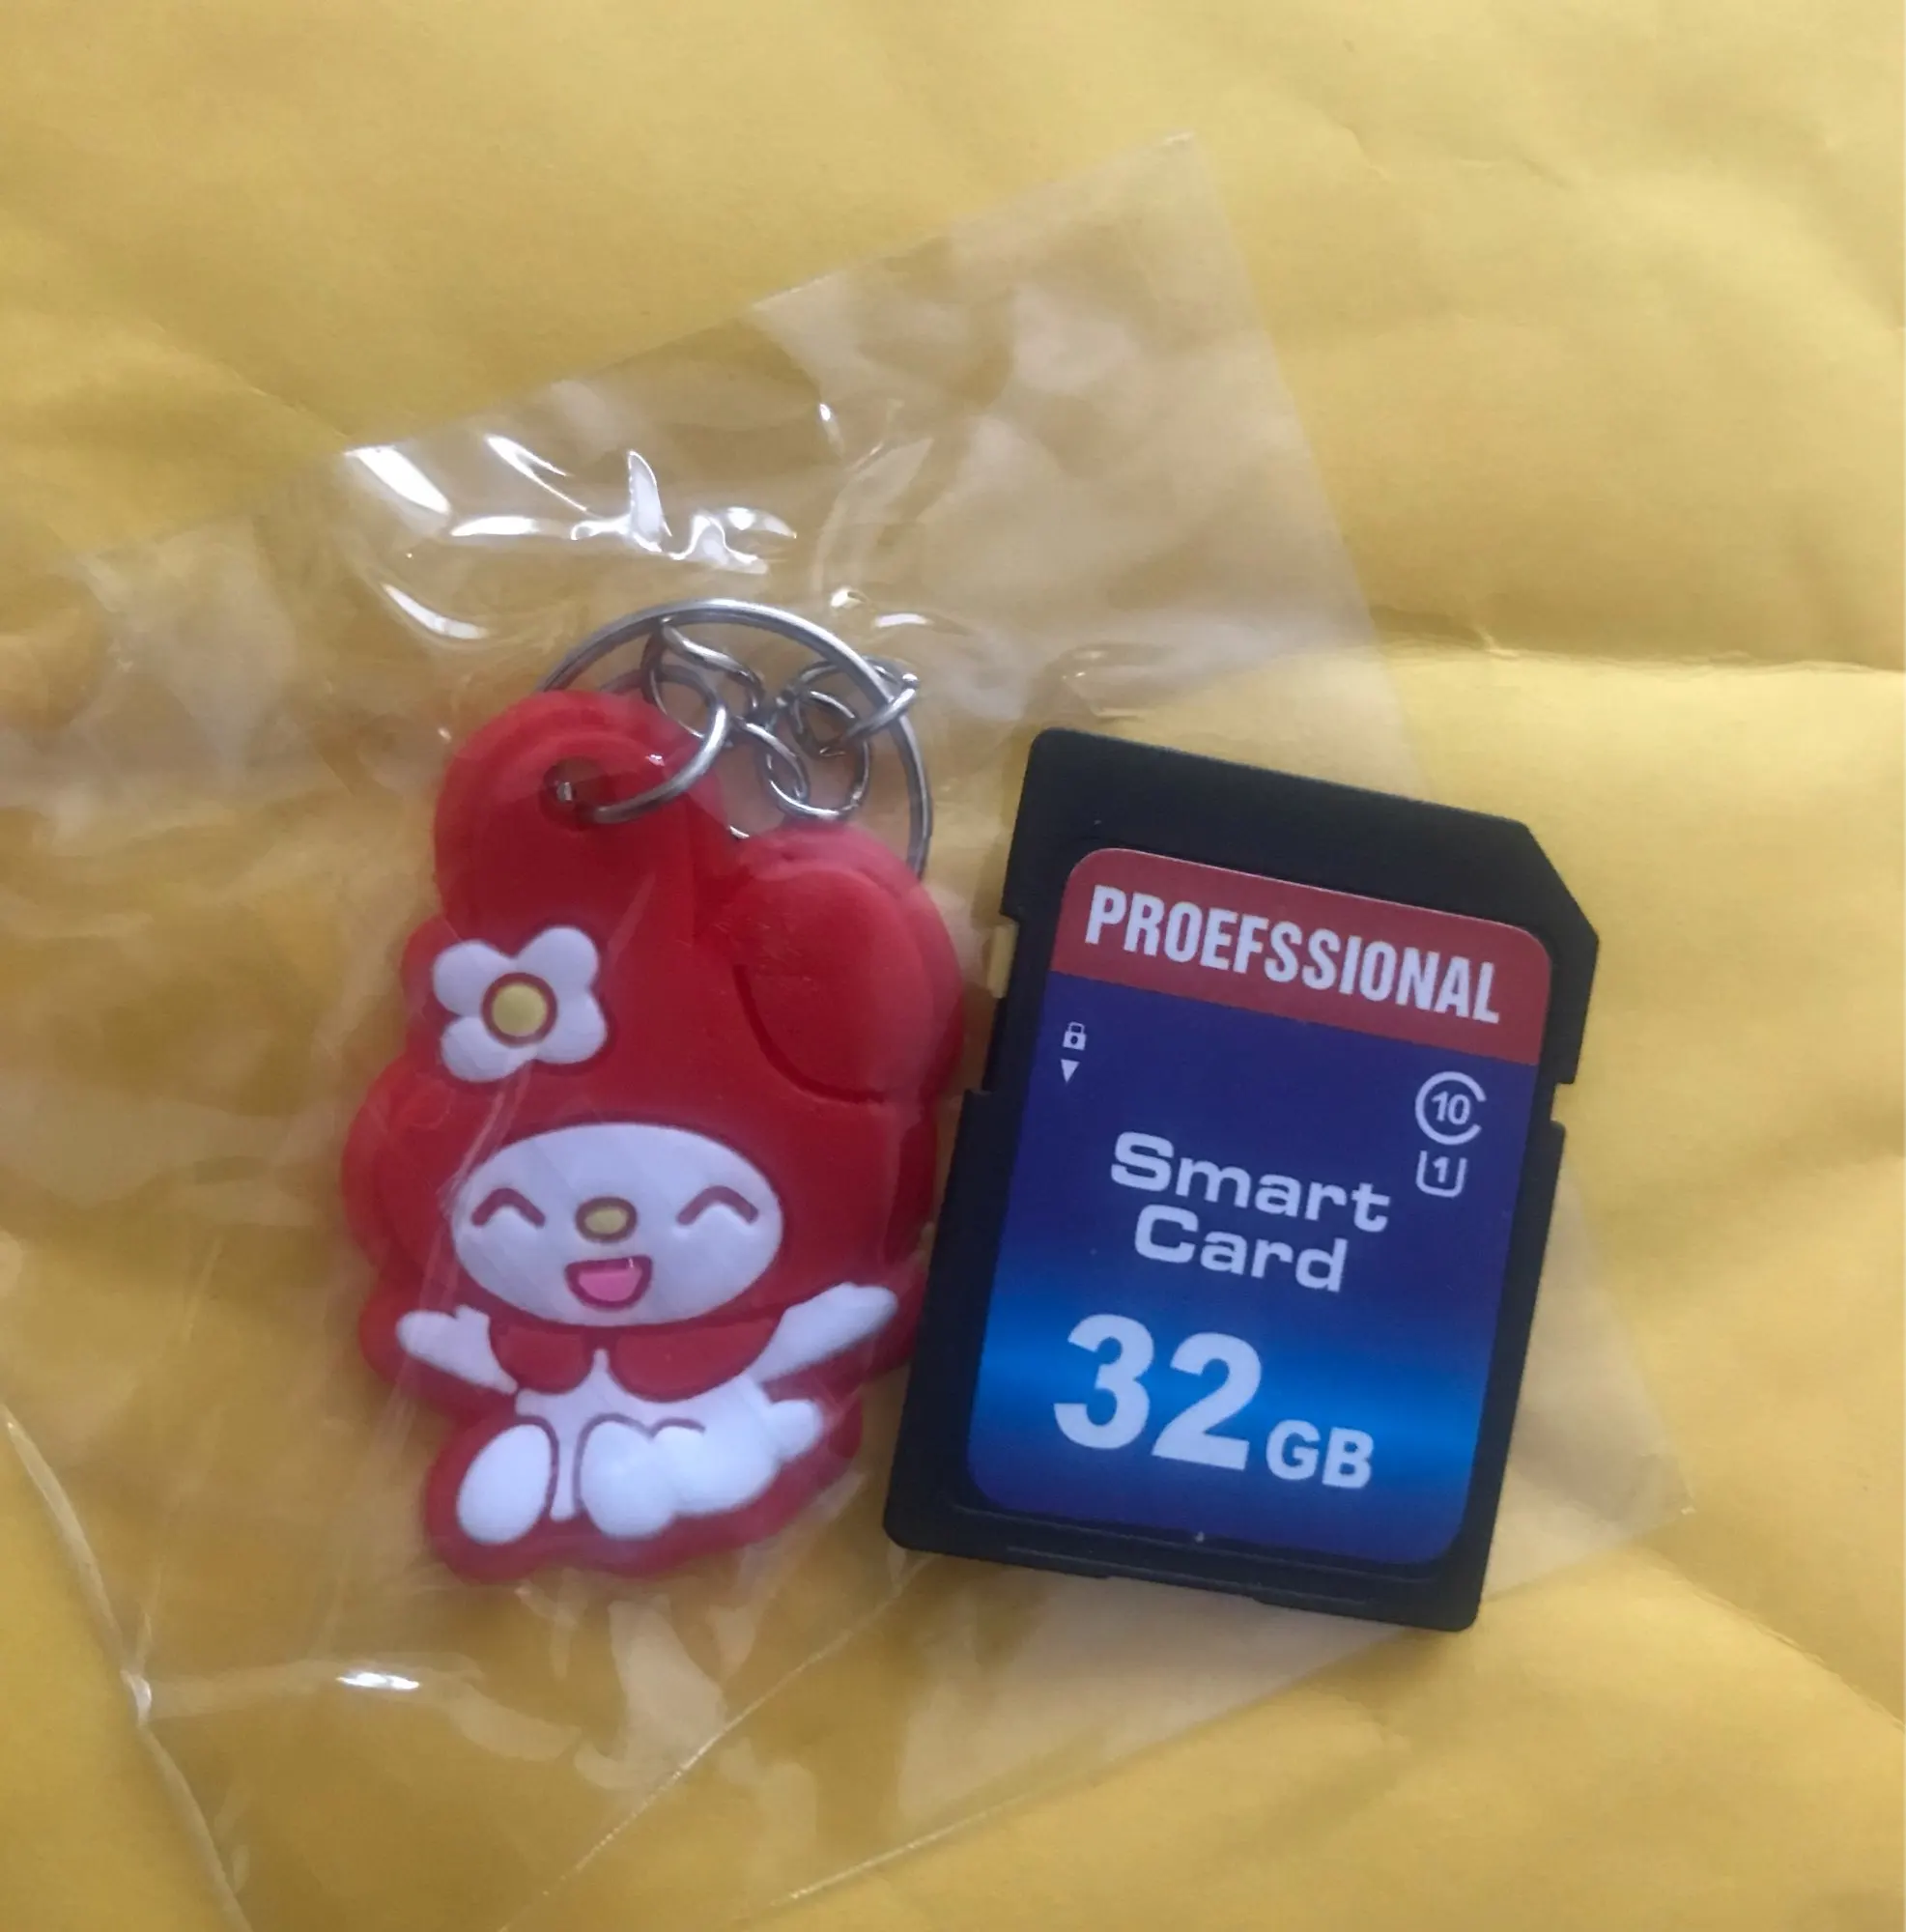 PROEFSSIONAL
10
1
Smart
Card
32GB